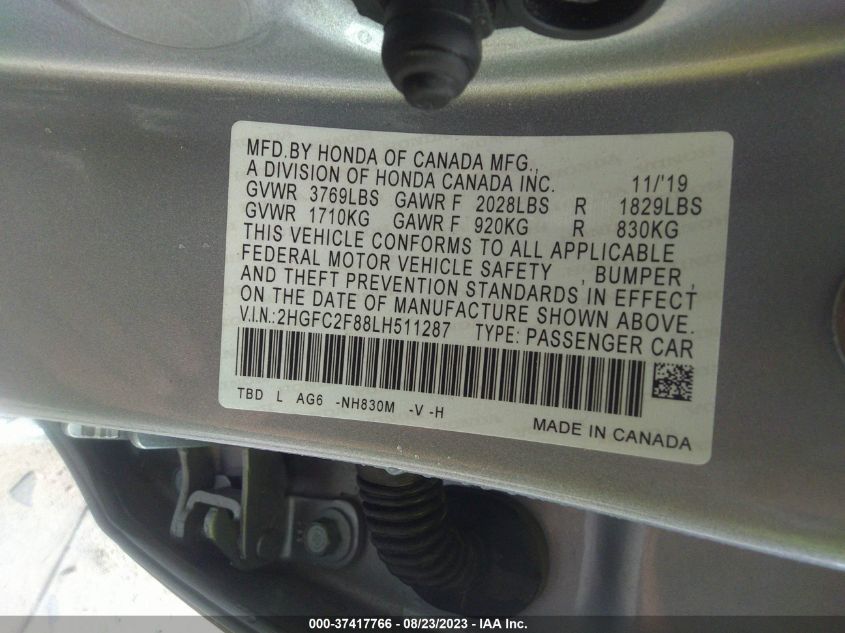 MFD.BY HONDA OF CANADA MFG.,
A DIVISION OF HONDA CANADA INC. 11/'19
GVWR 3769LBS GAWR F 2028LBS R 1829LBS
GVWR 1710KG GAWR F 920KG R 830KG
THIS VEHICLE CONFORMS TO ALL APPLICABLE
FEDERAL MOTOR VEHICLE SAFETY , BUMPER ,
AND THEFT PREVENTION STANDARDS IN EFFECT
ON THE DATE OF MANUFACTURE SHOWN ABOVE.
V.I.N.:2HGFC2F88LH511287 TYPE: PASSENGER CAR
TBD L AG6 -NH830M -V -H
MADE IN CANADA
000-37417766 - 08/23/2023 - IAA Inc.